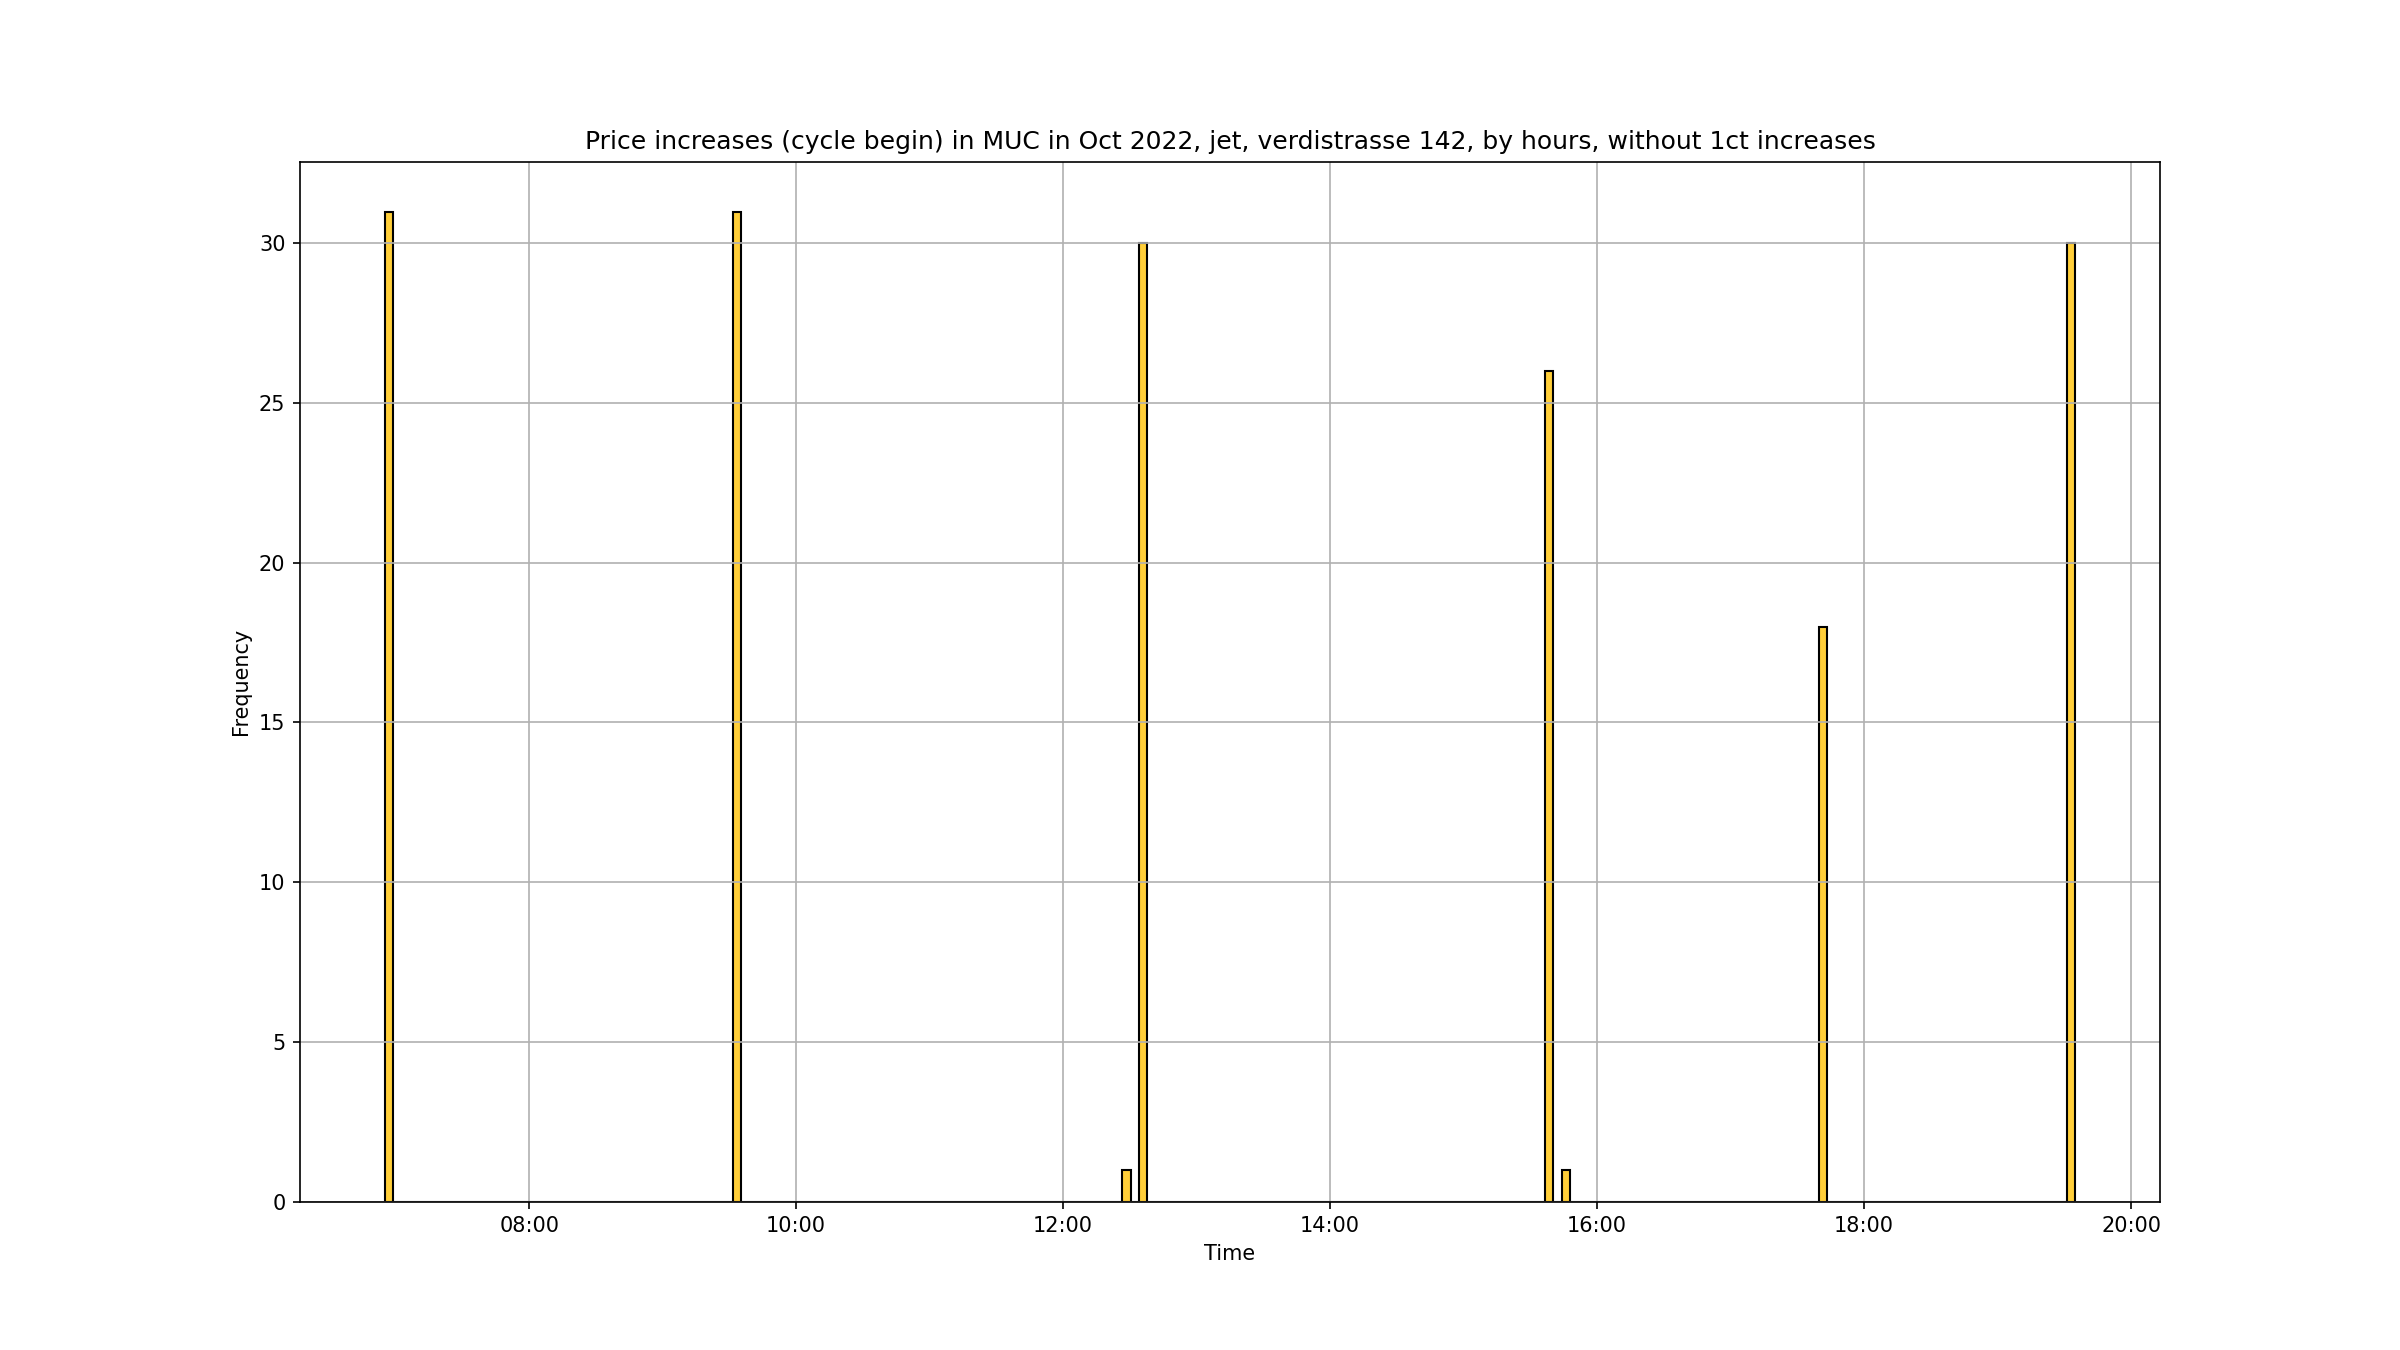 Price increases (cycle begin) in MUC in Oct 2022, jet, verdistrasse 142, by hours, without 1ct increases
Frequency
30
25
20
15
10
5
0
08:00 10:00 12:00 14:00 16:00 18:00 20:00
Time